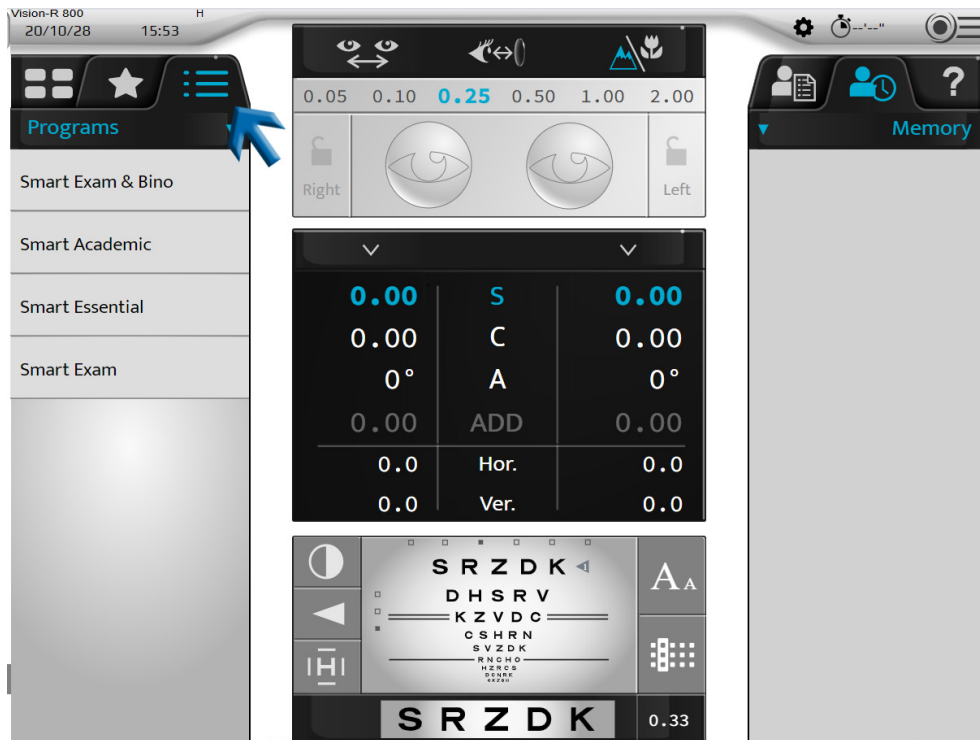 Vision-R 800 H
20/10/28 15:53
--'--"
Programs
Smart Exam & Bino
Smart Academic
Smart Essential
Smart Exam
0.05 0.10 0.25 0.50 1.00 2.00
Right Left
0.00 S 0.00
0.00 C 0.00
0° A 0°
0.00 ADD 0.00
0.0 Hor. 0.0
0.0 Ver. 0.0
S R Z D K 1
D H S R V
K Z V D C
C S H R N
S V Z D K
R N C H O
H Z R C S
A A
H
S R Z D K 0.33
?
Memory